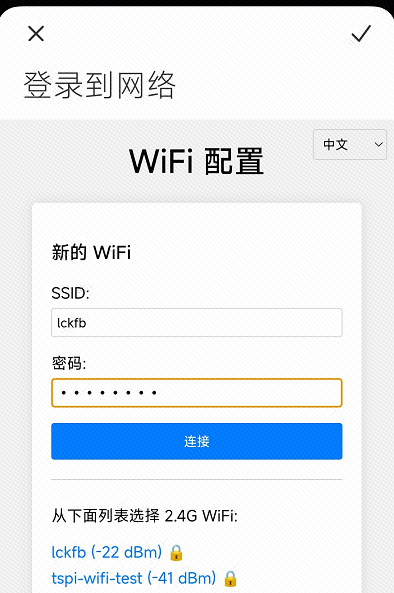 登录到网络
中文
WiFi 配置
新的 WiFi
SSID:
lckfb
密码:
••••••••
连接
从下面列表选择 2.4G WiFi:
lckfb (-22 dBm) 🔒
tspi-wifi-test (-41 dBm) 🔒